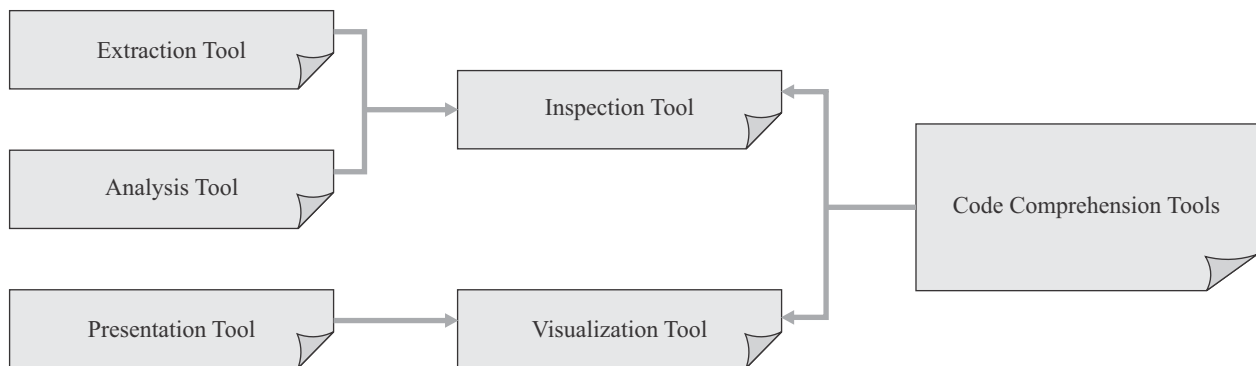 Extraction Tool
Inspection Tool
Analysis Tool
Code Comprehension Tools
Presentation Tool
Visualization Tool